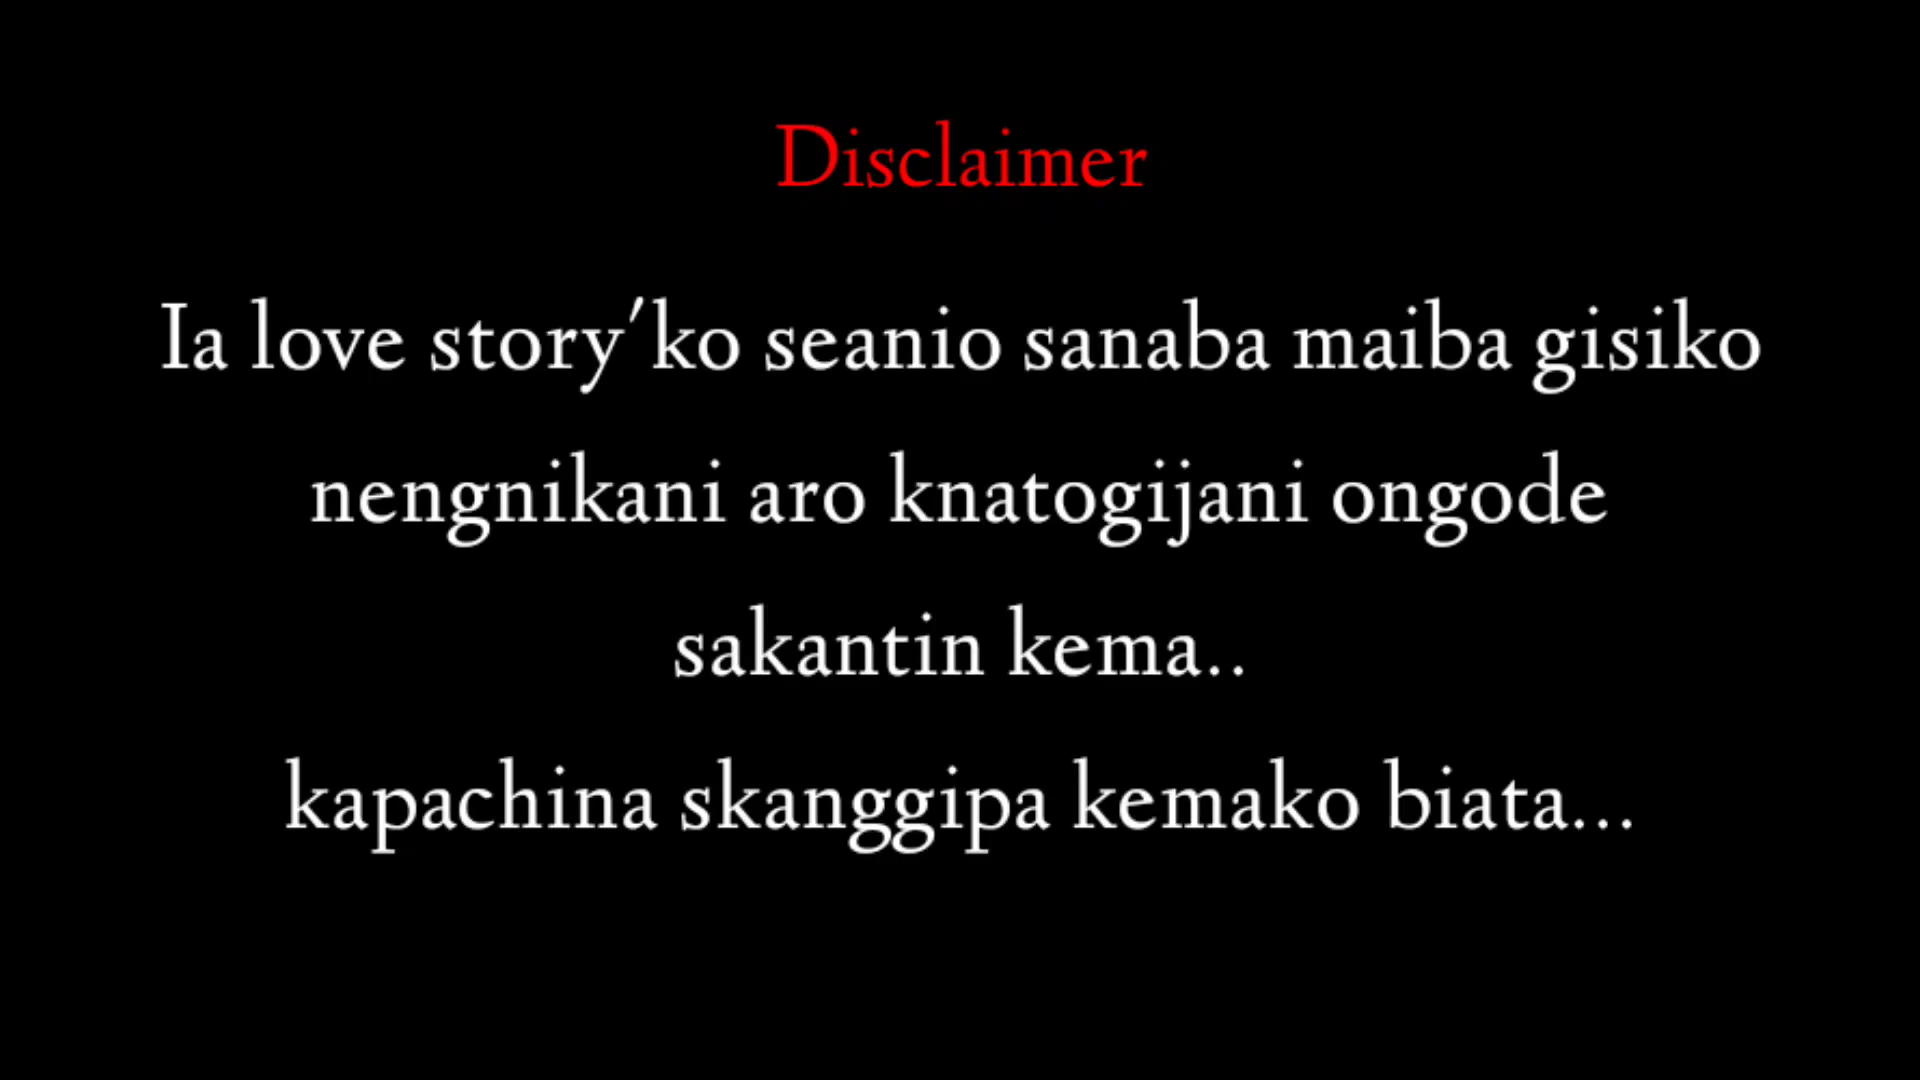 Disclaimer
Ia love story'ko seanio sanaba maiba gisiko
nengnikani aro knatogijani ongode
sakantin kema..
kapachina skanggipa kemako biata...